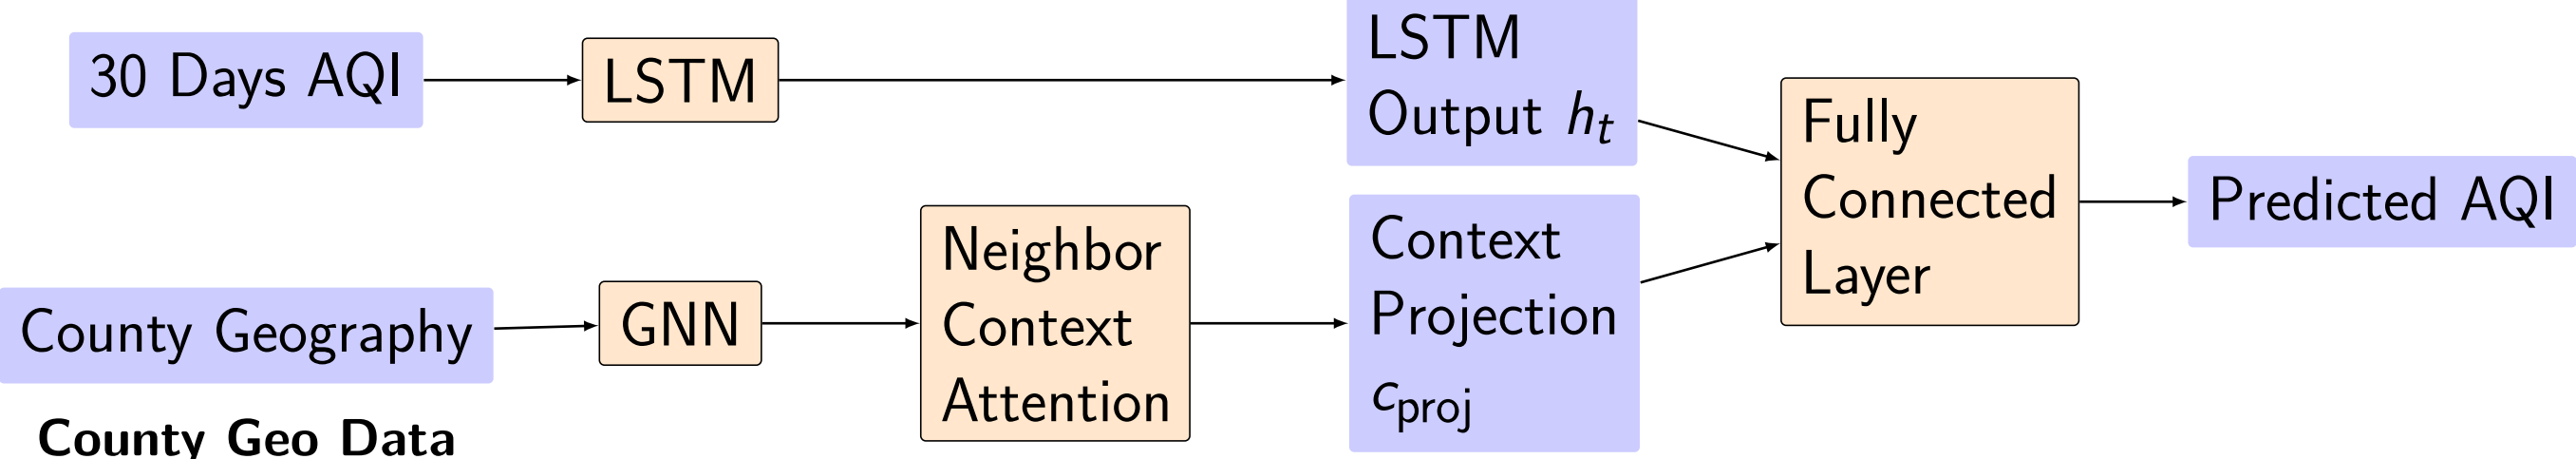 30 Days AQI
LSTM
LSTM
Output h_t
Fully
Connected
Layer
Predicted AQI
County Geography
GNN
Neighbor
Context
Attention
Context
Projection
c_proj
County Geo Data